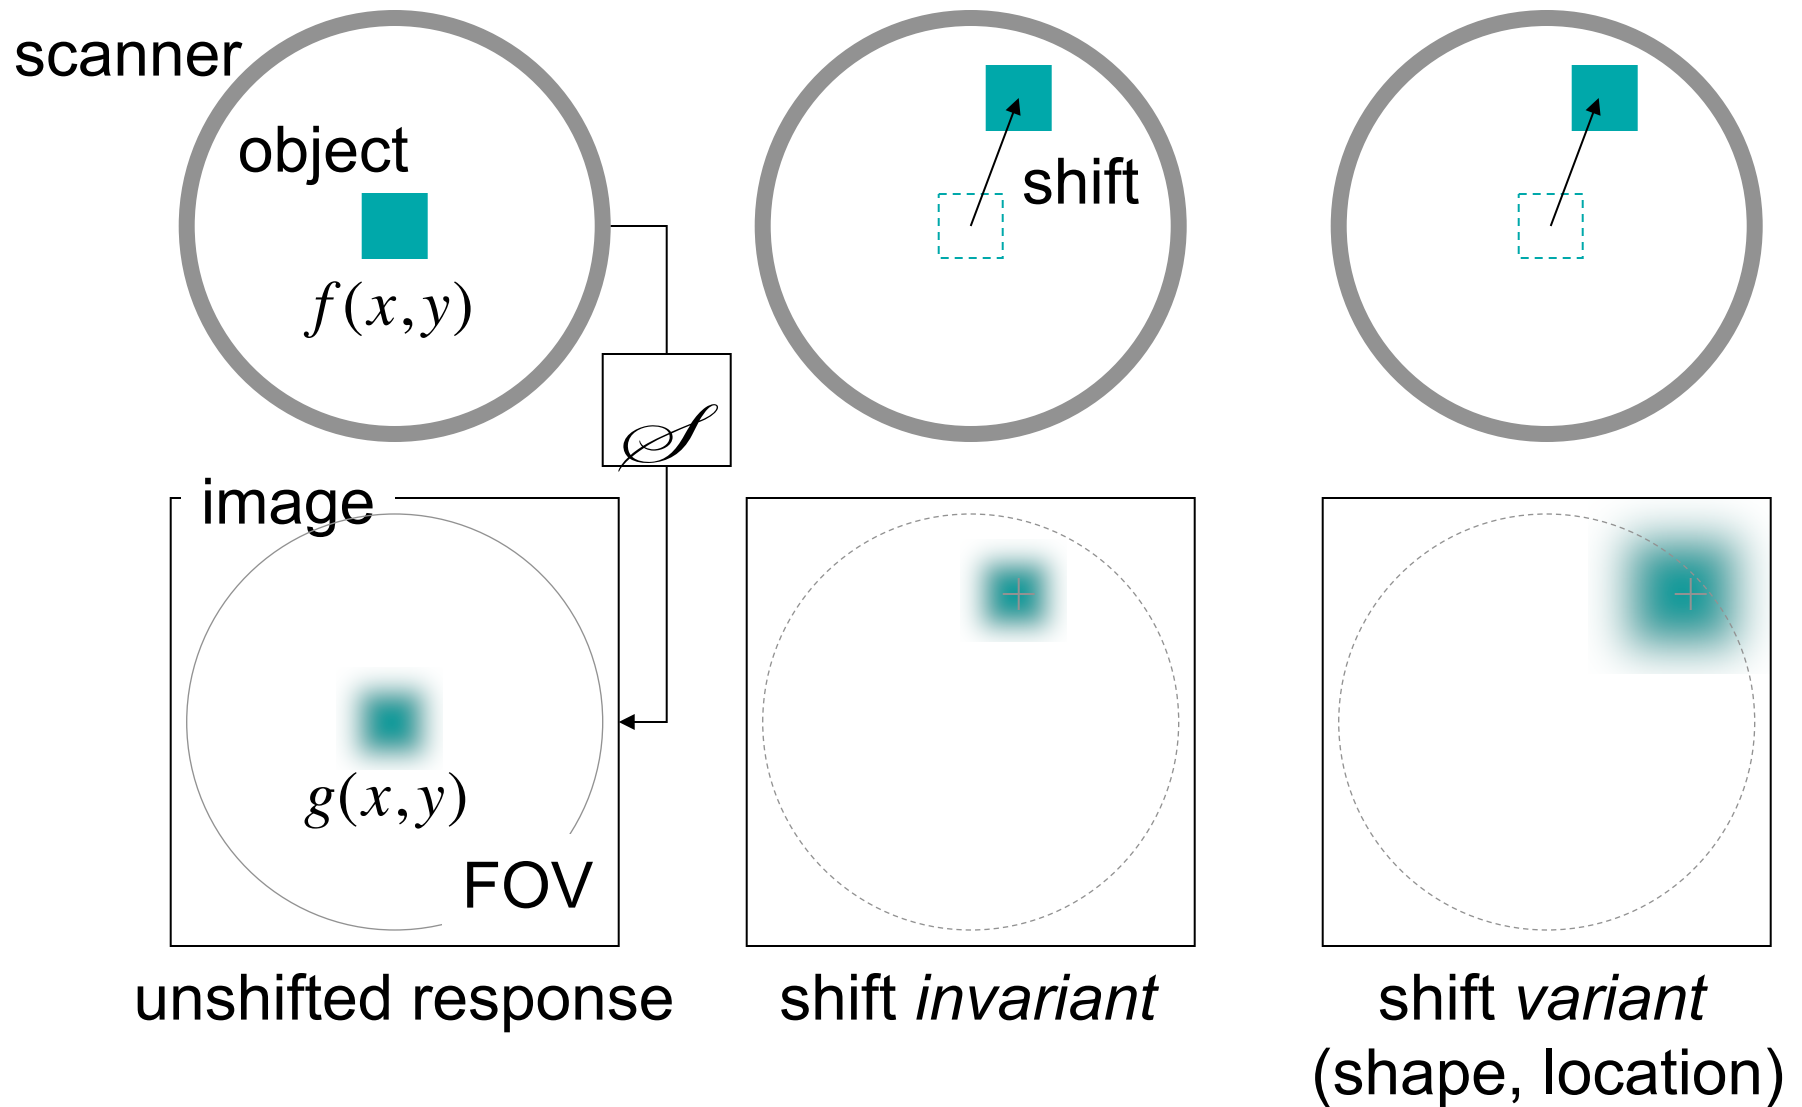 scanner
object
f(x,y)
shift
𝒮
image
g(x,y)
FOV
unshifted response
shift invariant
shift variant
(shape, location)